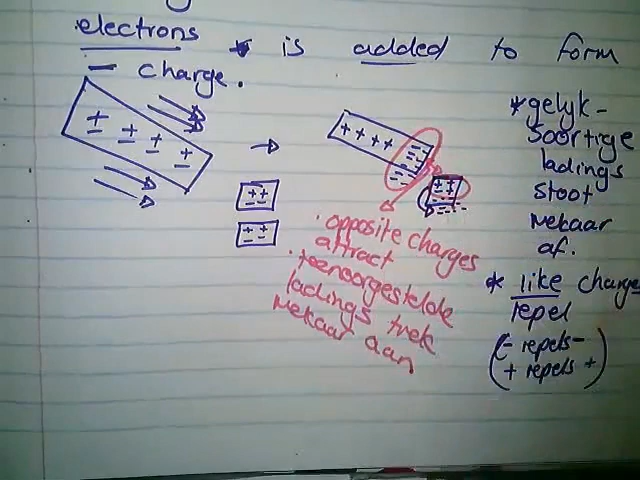 electrons is added to form
- charge.
± ± ± ±
++++
±±
±±
++
* gelyk-
soortige
ladings
stoot
mekaar
af.
* like charge
repel
(- repels -
+ repels +)
· opposite charges
attract
· teenoorgestelde
ladings trek
mekaar aan